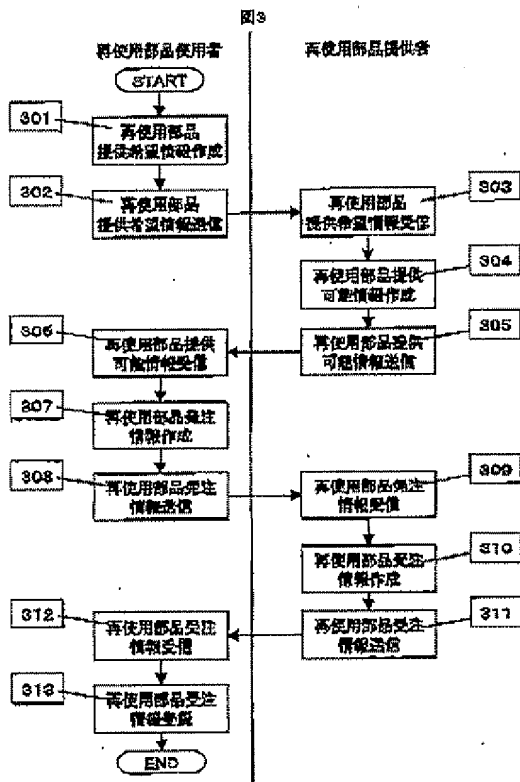 図3
再使用部品使用者
再使用部品提供者
START
301
再使用部品
提供希望情報作成
302
再使用部品
提供希望情報送信
303
再使用部品
提供希望情報受信
304
再使用部品提供
可能情報作成
305
再使用部品提供
可能情報送信
306
再使用部品提供
可能情報受信
307
再使用部品発注
情報作成
308
再使用部品発注
情報送信
309
再使用部品発注
情報受信
310
再使用部品受注
情報作成
311
再使用部品受注
情報送信
312
再使用部品受注
情報受信
313
再使用部品受注
情報
END